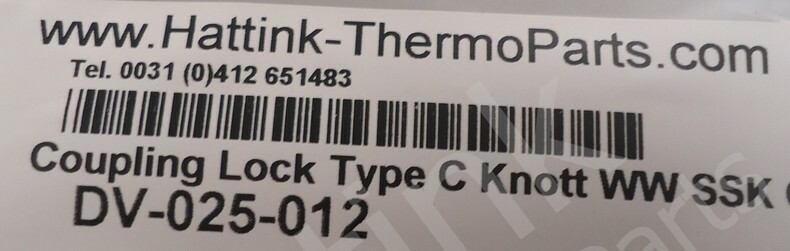 www.Hattink-ThermoParts.com
Tel. 0031 (0)412 651483
Coupling Lock Type C Knott WW SSK
DV-025-012